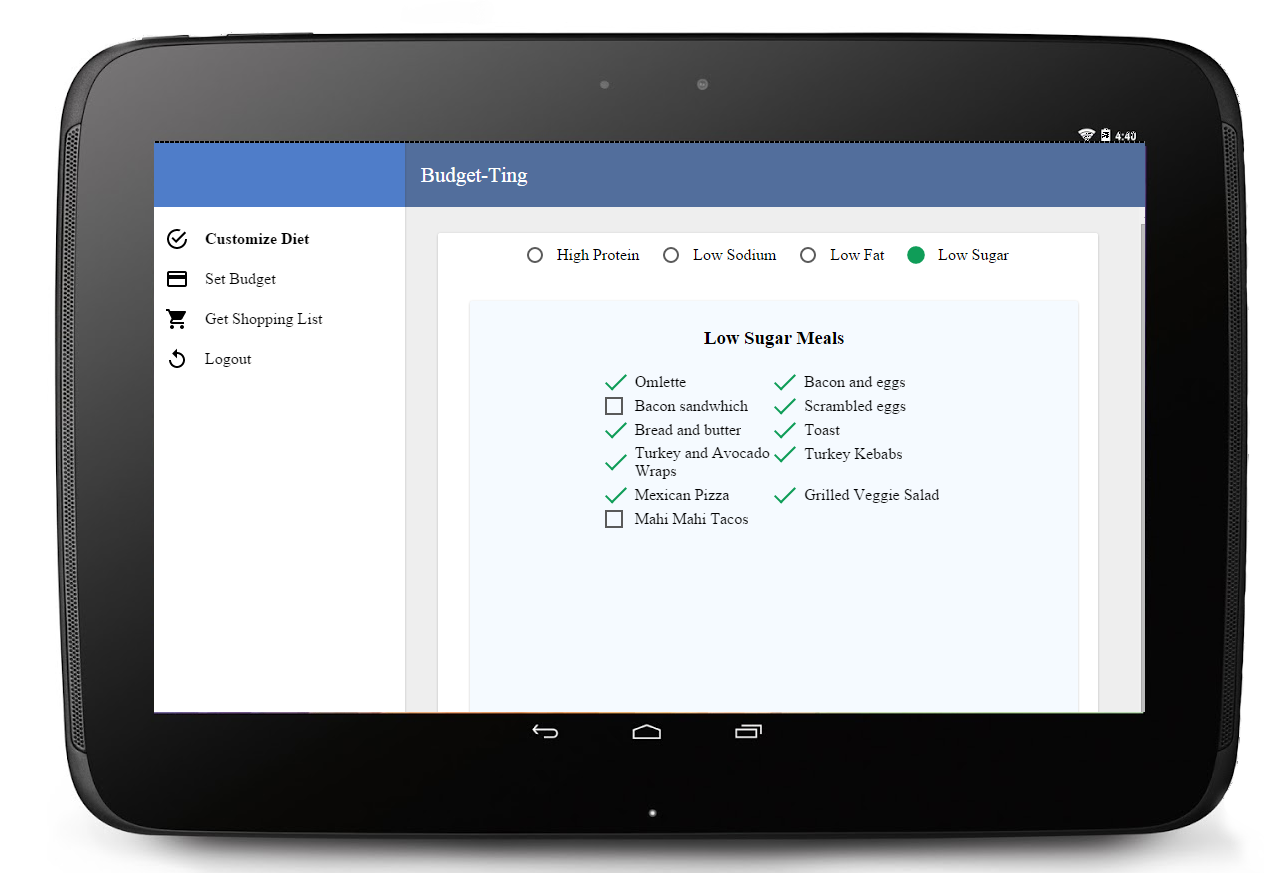 4:40
Budget-Ting
Customize Diet
Set Budget
Get Shopping List
Logout
High Protein Low Sodium Low Fat Low Sugar
Low Sugar Meals
Omlette Bacon and eggs
Bacon sandwhich Scrambled eggs
Bread and butter Toast
Turkey and Avocado Turkey Kebabs
Wraps
Mexican Pizza Grilled Veggie Salad
Mahi Mahi Tacos